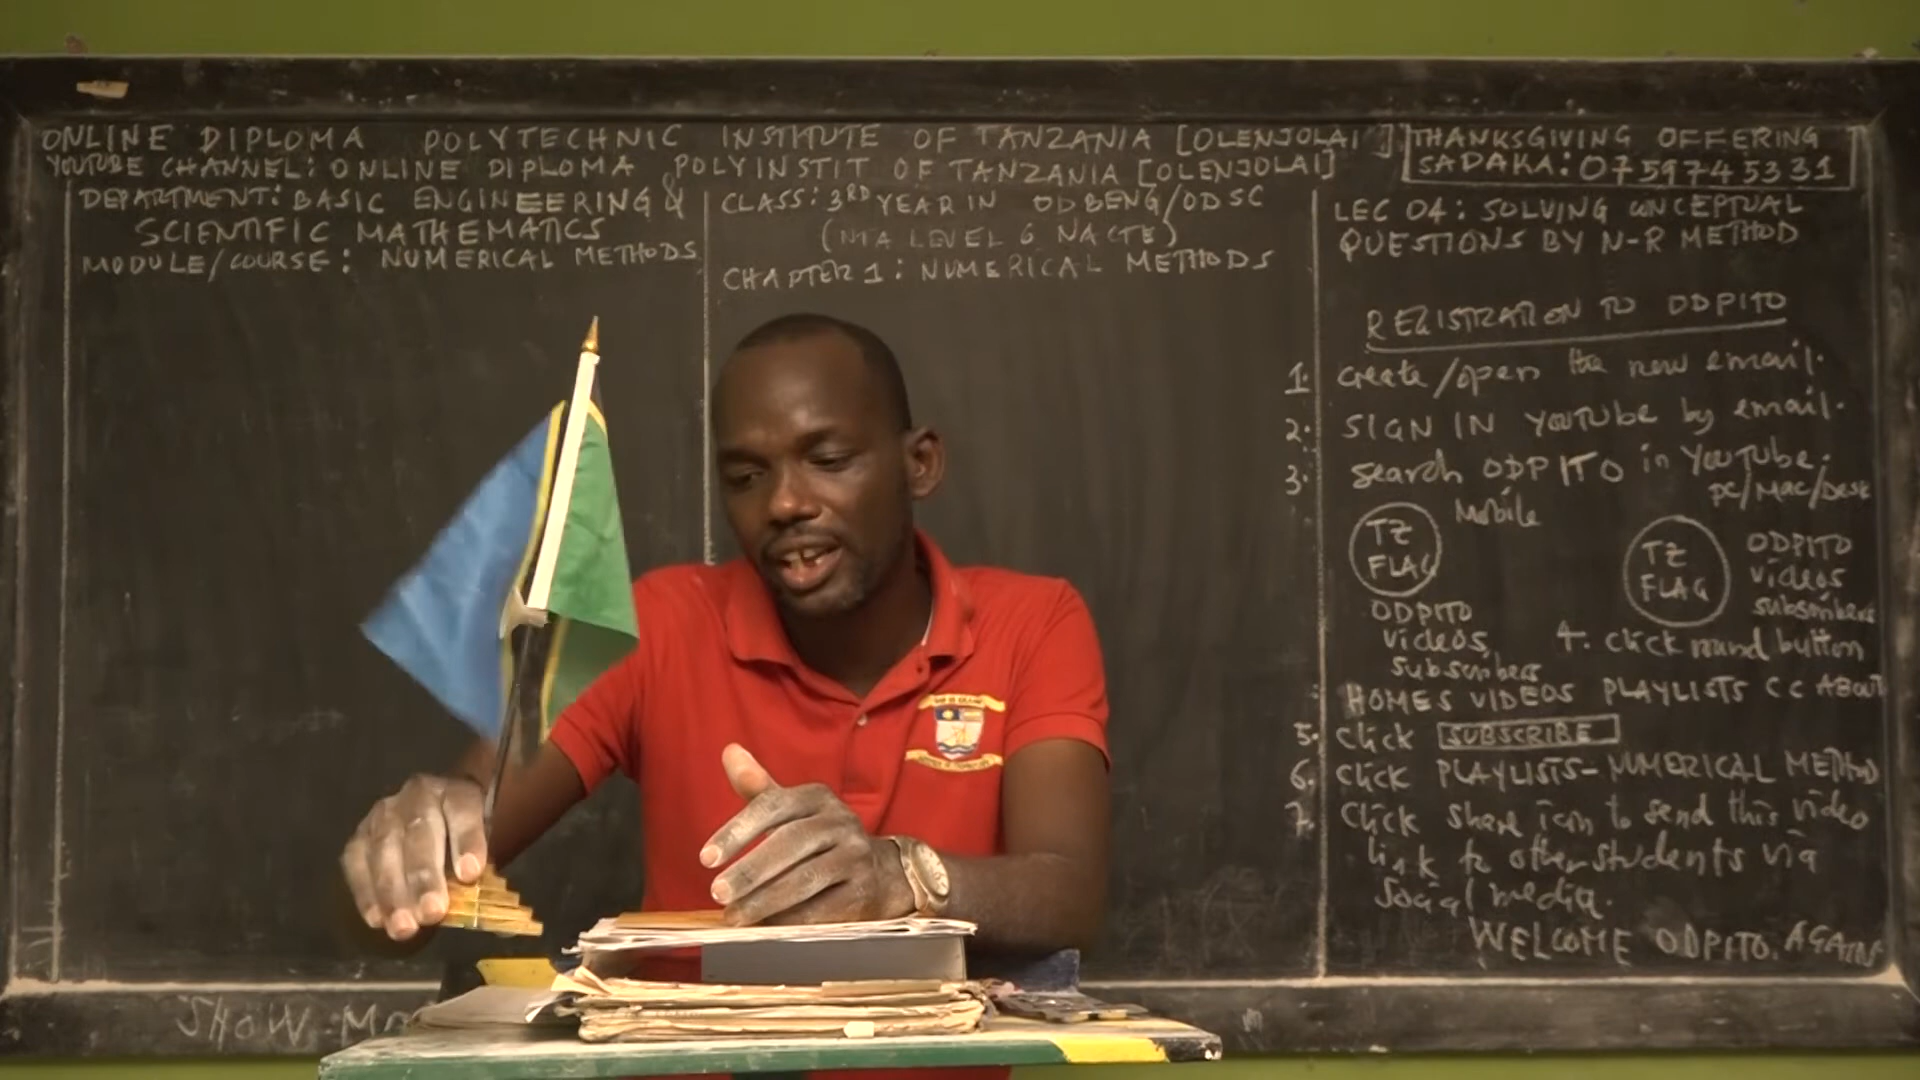 ONLINE DIPLOMA POLYTECHNIC INSTITUTE OF TANZANIA [OLENJOLAI]
YOUTUBE CHANNEL: ONLINE DIPLOMA POLYINSTIT OF TANZANIA [OLENJOLAI]
THANKSGIVING OFFERING
SADAKA: 0759745331
DEPARTMENT: BASIC ENGINEERING &
SCIENTIFIC MATHEMATICS
MODULE/COURSE: NUMERICAL METHODS
CLASS: 3RD YEAR IN ODBENG/ODSC
(NTA LEVEL 6 NACTE)
CHAPTER 1: NUMERICAL METHODS
LEC 04: SOLVING CONCEPTUAL
QUESTIONS BY N-R METHOD
REGISTRATION TO ODPITO
1. create/open the new email.
2. SIGN IN YOUTUBE by email.
3. search ODPITO in YouTube.
Mobile
PC/Mac/Desk
TZ
FLAG
ODPITO
videos,
subscribers
TZ
FLAG
ODPITO
videos
subscribers
4. click round button
HOMES VIDEOS PLAYLISTS CC ABOUT
5. click SUBSCRIBE
6. click PLAYLISTS-NUMERICAL METHOD
7. click share icon to send this video
link to other students via
social media.
WELCOME ODPITO. AGAIN
SHOW